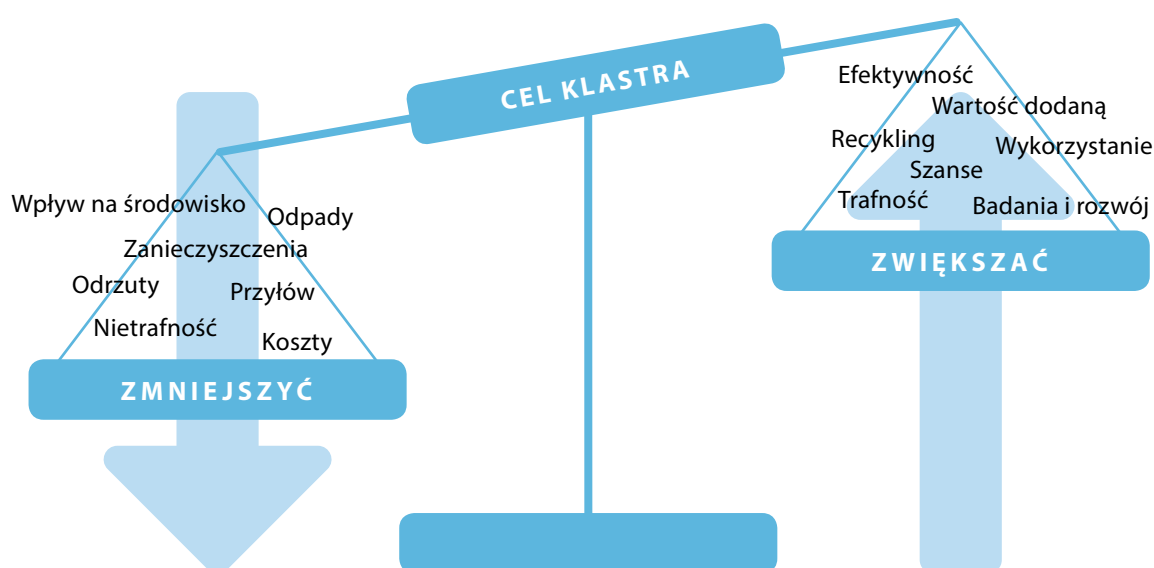 CEL KLASTRA
Wpływ na środowisko
Odpady
Zanieczyszczenia
Odrzuty
Przyłów
Nietrafność
Koszty
ZMNIEJSZYĆ
Efektywność
Wartość dodaną
Recykling
Wykorzystanie
Szanse
Trafność
Badania i rozwój
ZWIĘKSZAĆ